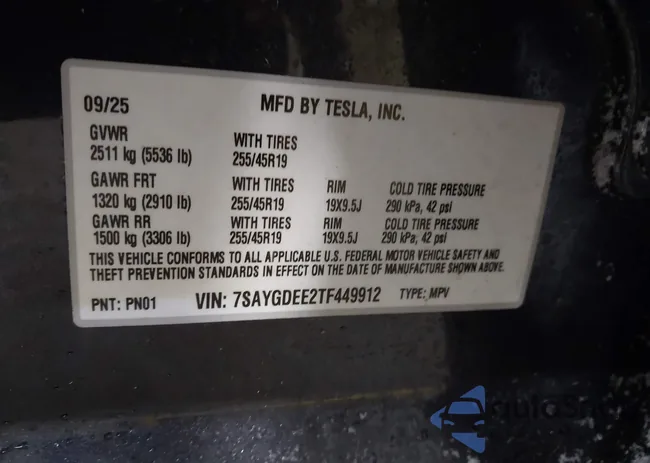 09/25 MFD BY TESLA, INC.
GVWR
2511 kg (5536 lb) WITH TIRES
255/45R19
GAWR FRT WITH TIRES RIM COLD TIRE PRESSURE
1320 kg (2910 lb) 255/45R19 19X9.5J 290 kPa, 42 psi
GAWR RR WITH TIRES RIM COLD TIRE PRESSURE
1500 kg (3306 lb) 255/45R19 19X9.5J 290 kPa, 42 psi
THIS VEHICLE CONFORMS TO ALL APPLICABLE U.S. FEDERAL MOTOR VEHICLE SAFETY AND
THEFT PREVENTION STANDARDS IN EFFECT ON THE DATE OF MANUFACTURE SHOWN ABOVE.
PNT: PN01 VIN: 7SAYGDEE2TF449912 TYPE: MPV